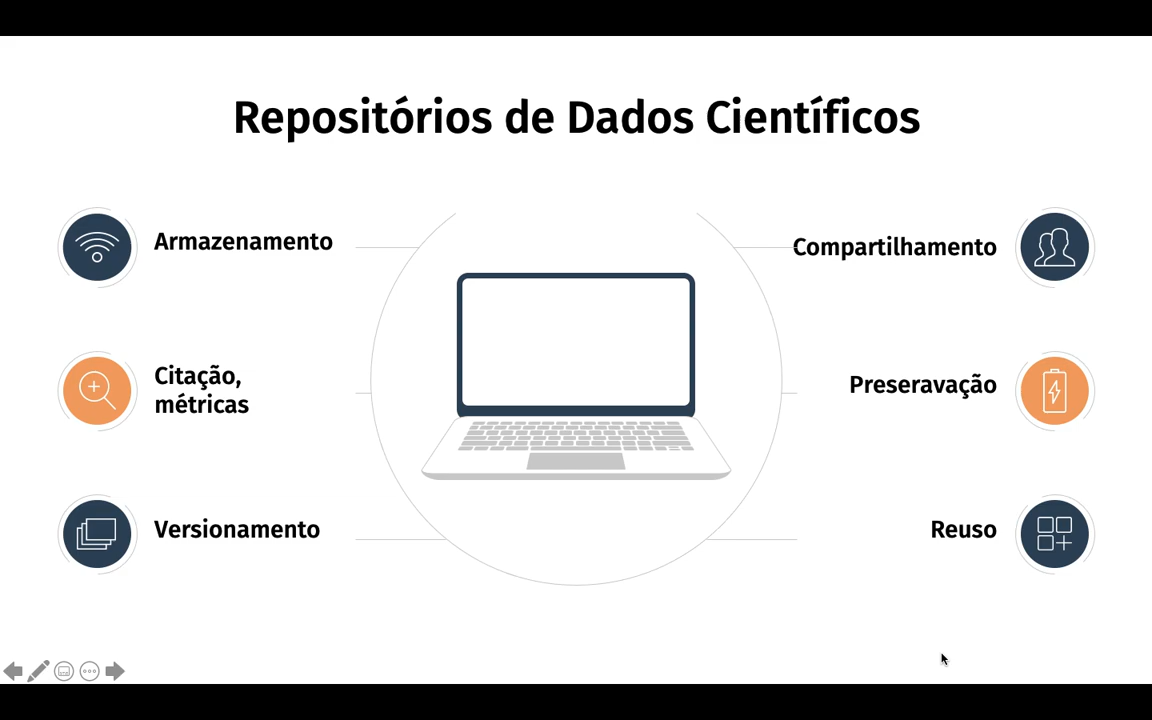 Repositórios de Dados Científicos
Armazenamento
Compartilhamento
Citação,
métricas
Preseravação
Versionamento
Reuso